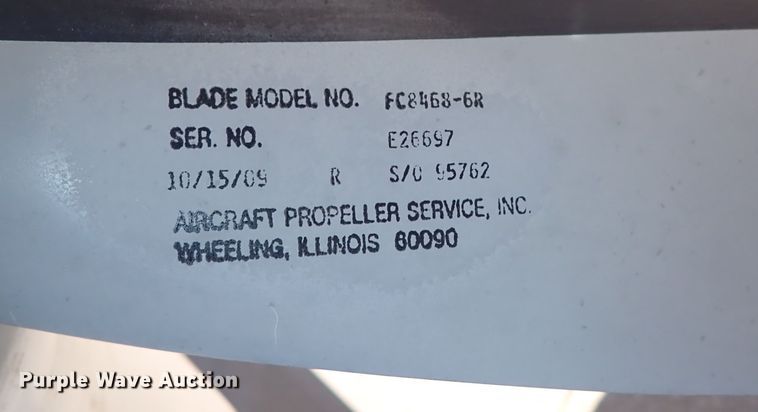 BLADE MODEL NO. FC8468-6R
SER. NO. E26697
10/15/09 R S/O 95762
AIRCRAFT PROPELLER SERVICE, INC.
WHEELING, ILLINOIS 60090
Purple Wave Auction